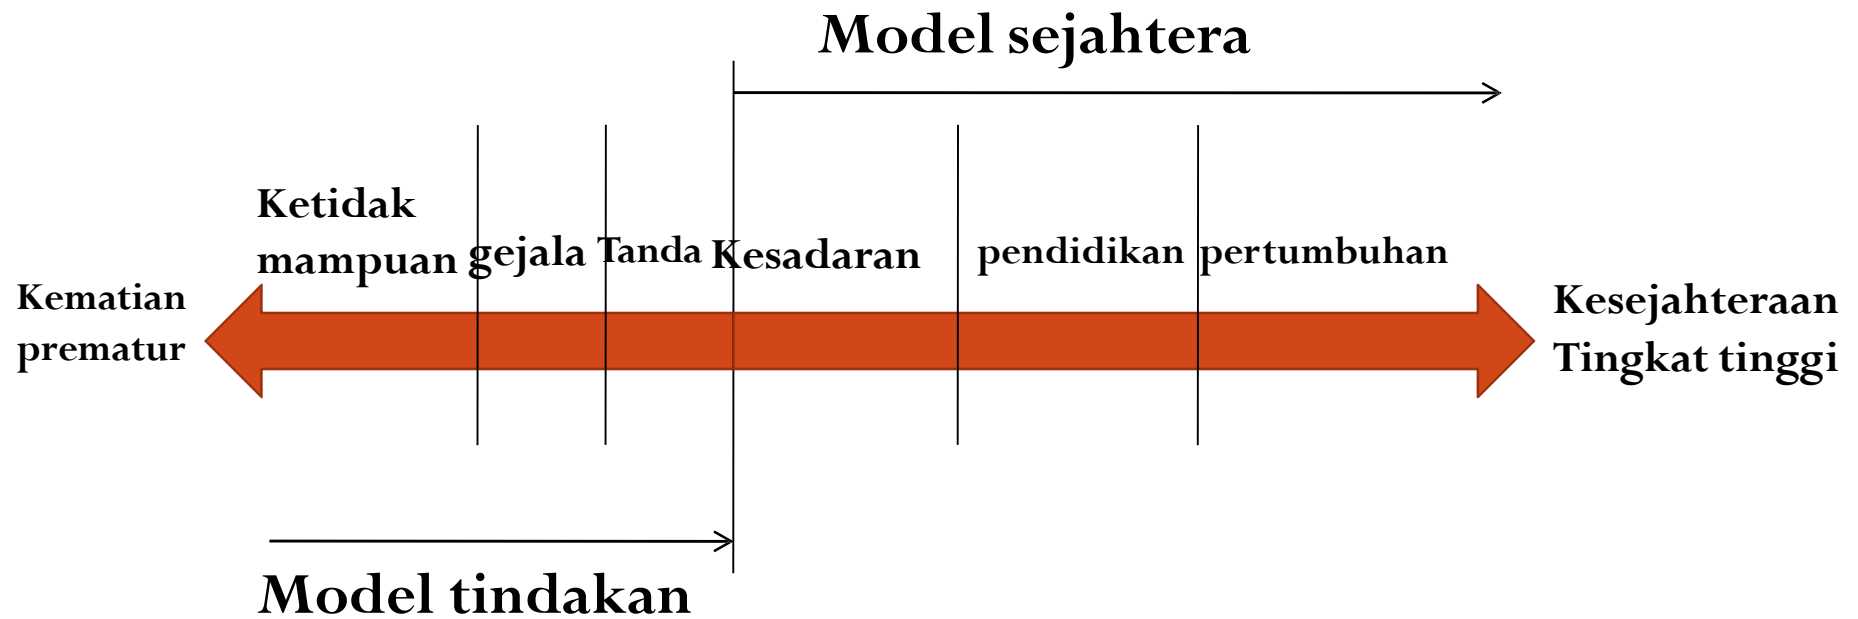 Model sejahtera
Ketidak
mampuan
gejala
Tanda
Kesadaran
pendidikan
pertumbuhan
Kematian
prematur
Kesejahteraan
Tingkat tinggi
Model tindakan